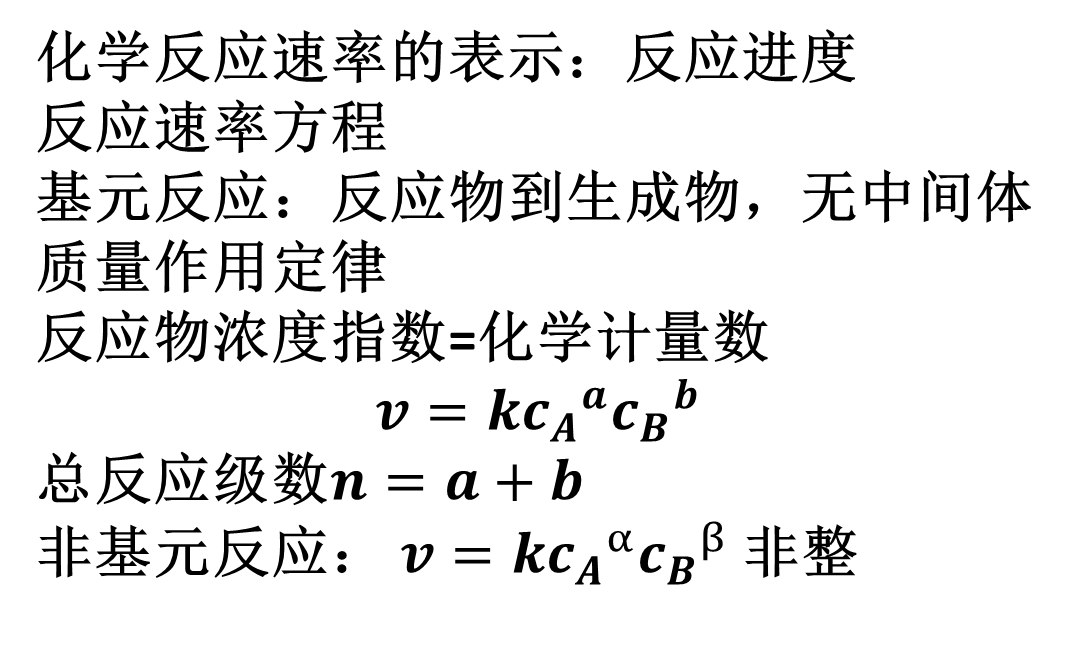 化学反应速率的表示：反应进度
反应速率方程
基元反应：反应物到生成物，无中间体
质量作用定律
反应物浓度指数=化学计量数
v = kc_A^a c_B^b
总反应级数n = a + b
非基元反应： v = kc_A^α c_B^β 非整